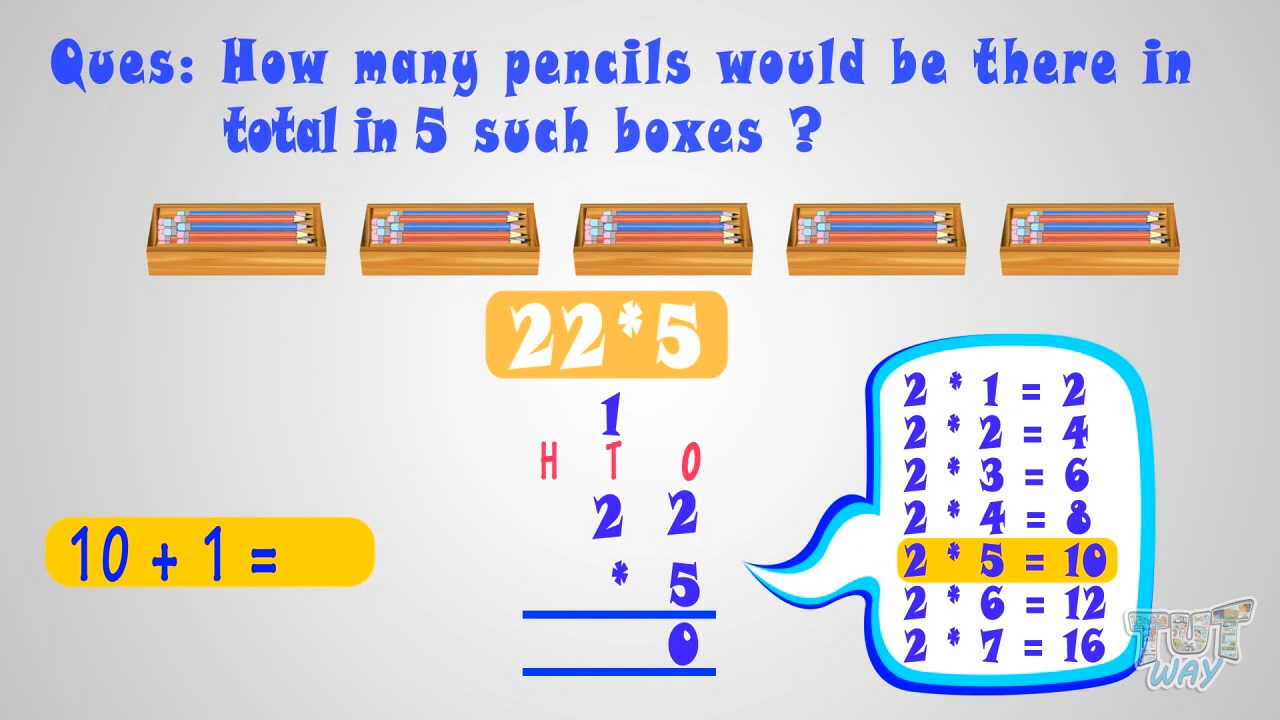 Ques: How many pencils would be there in
total in 5 such boxes ?
22*5
1
H T O
2 2
* 5
0
10 + 1 =
2 * 1 = 2
2 * 2 = 4
2 * 3 = 6
2 * 4 = 8
2 * 5 = 10
2 * 6 = 12
2 * 7 = 16
TUT
WAY